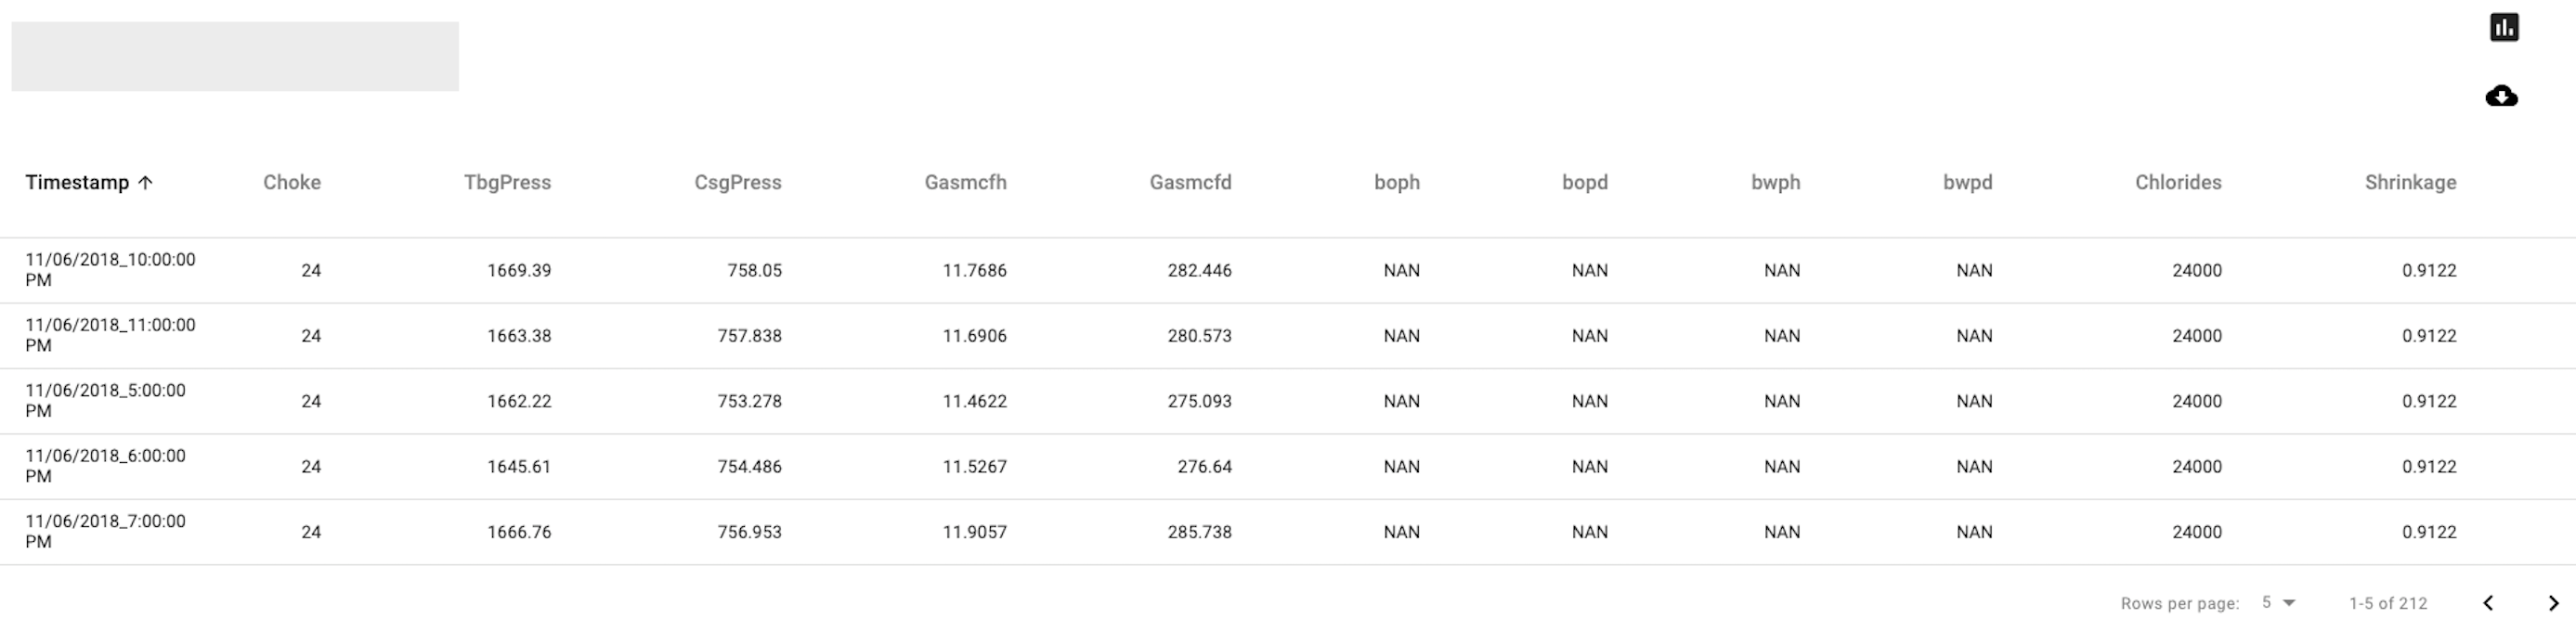 Timestamp Choke TbgPress CsgPress Gasmcfh Gasmcfd boph bopd bwph bwpd Chlorides Shrinkage
11/06/2018_10:00:00
PM 24 1669.39 758.05 11.7686 282.446 NAN NAN NAN NAN 24000 0.9122
11/06/2018_11:00:00
PM 24 1663.38 757.838 11.6906 280.573 NAN NAN NAN NAN 24000 0.9122
11/06/2018_5:00:00
PM 24 1662.22 753.278 11.4622 275.093 NAN NAN NAN NAN 24000 0.9122
11/06/2018_6:00:00
PM 24 1645.61 754.486 11.5267 276.64 NAN NAN NAN NAN 24000 0.9122
11/06/2018_7:00:00
PM 24 1666.76 756.953 11.9057 285.738 NAN NAN NAN NAN 24000 0.9122
Rows per page: 5 1-5 of 212